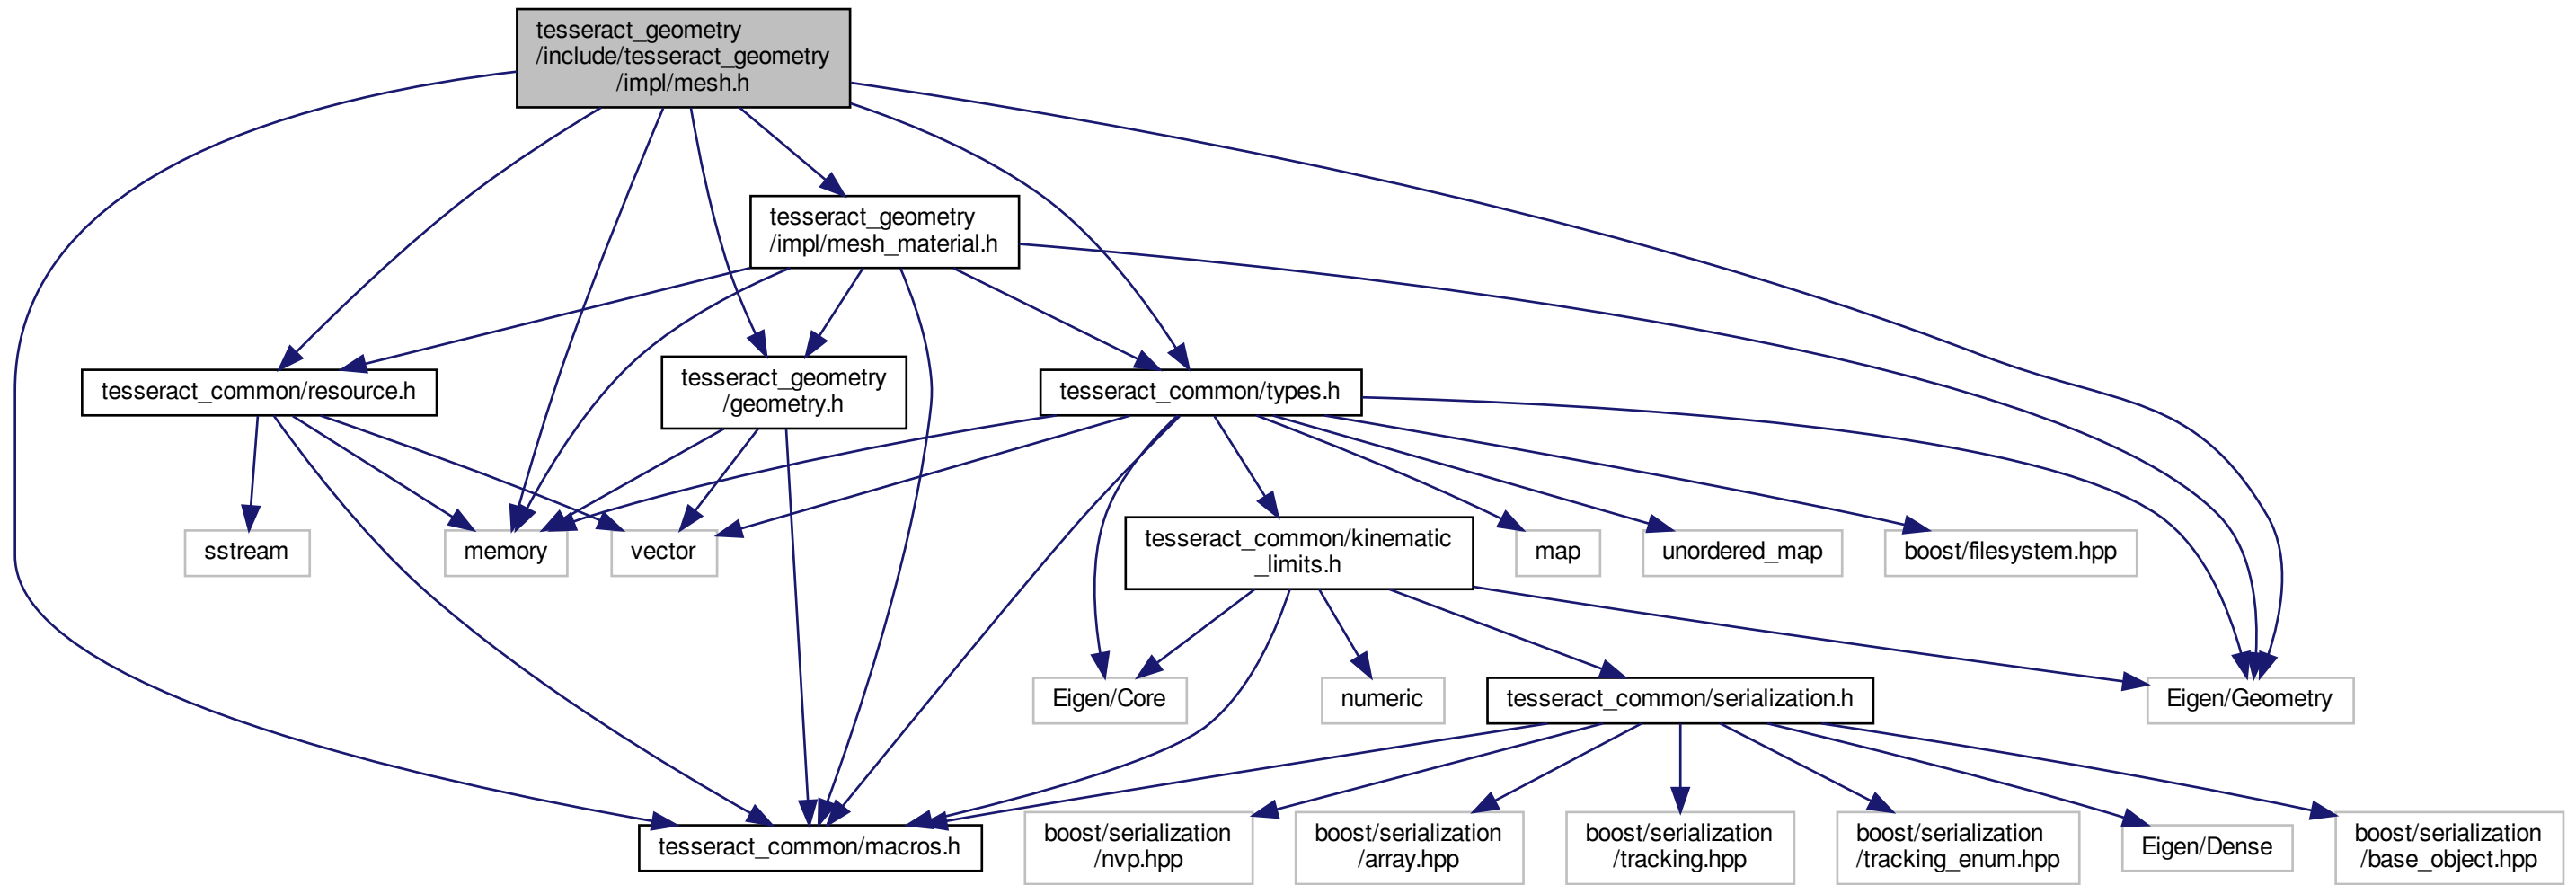 tesseract_geometry
/include/tesseract_geometry
/impl/mesh.h
tesseract_geometry
/impl/mesh_material.h
tesseract_common/resource.h
tesseract_geometry
/geometry.h
tesseract_common/types.h
sstream
memory
vector
tesseract_common/kinematic
_limits.h
map
unordered_map
boost/filesystem.hpp
Eigen/Core
numeric
tesseract_common/serialization.h
Eigen/Geometry
tesseract_common/macros.h
boost/serialization
/nvp.hpp
boost/serialization
/array.hpp
boost/serialization
/tracking.hpp
boost/serialization
/tracking_enum.hpp
Eigen/Dense
boost/serialization
/base_object.hpp